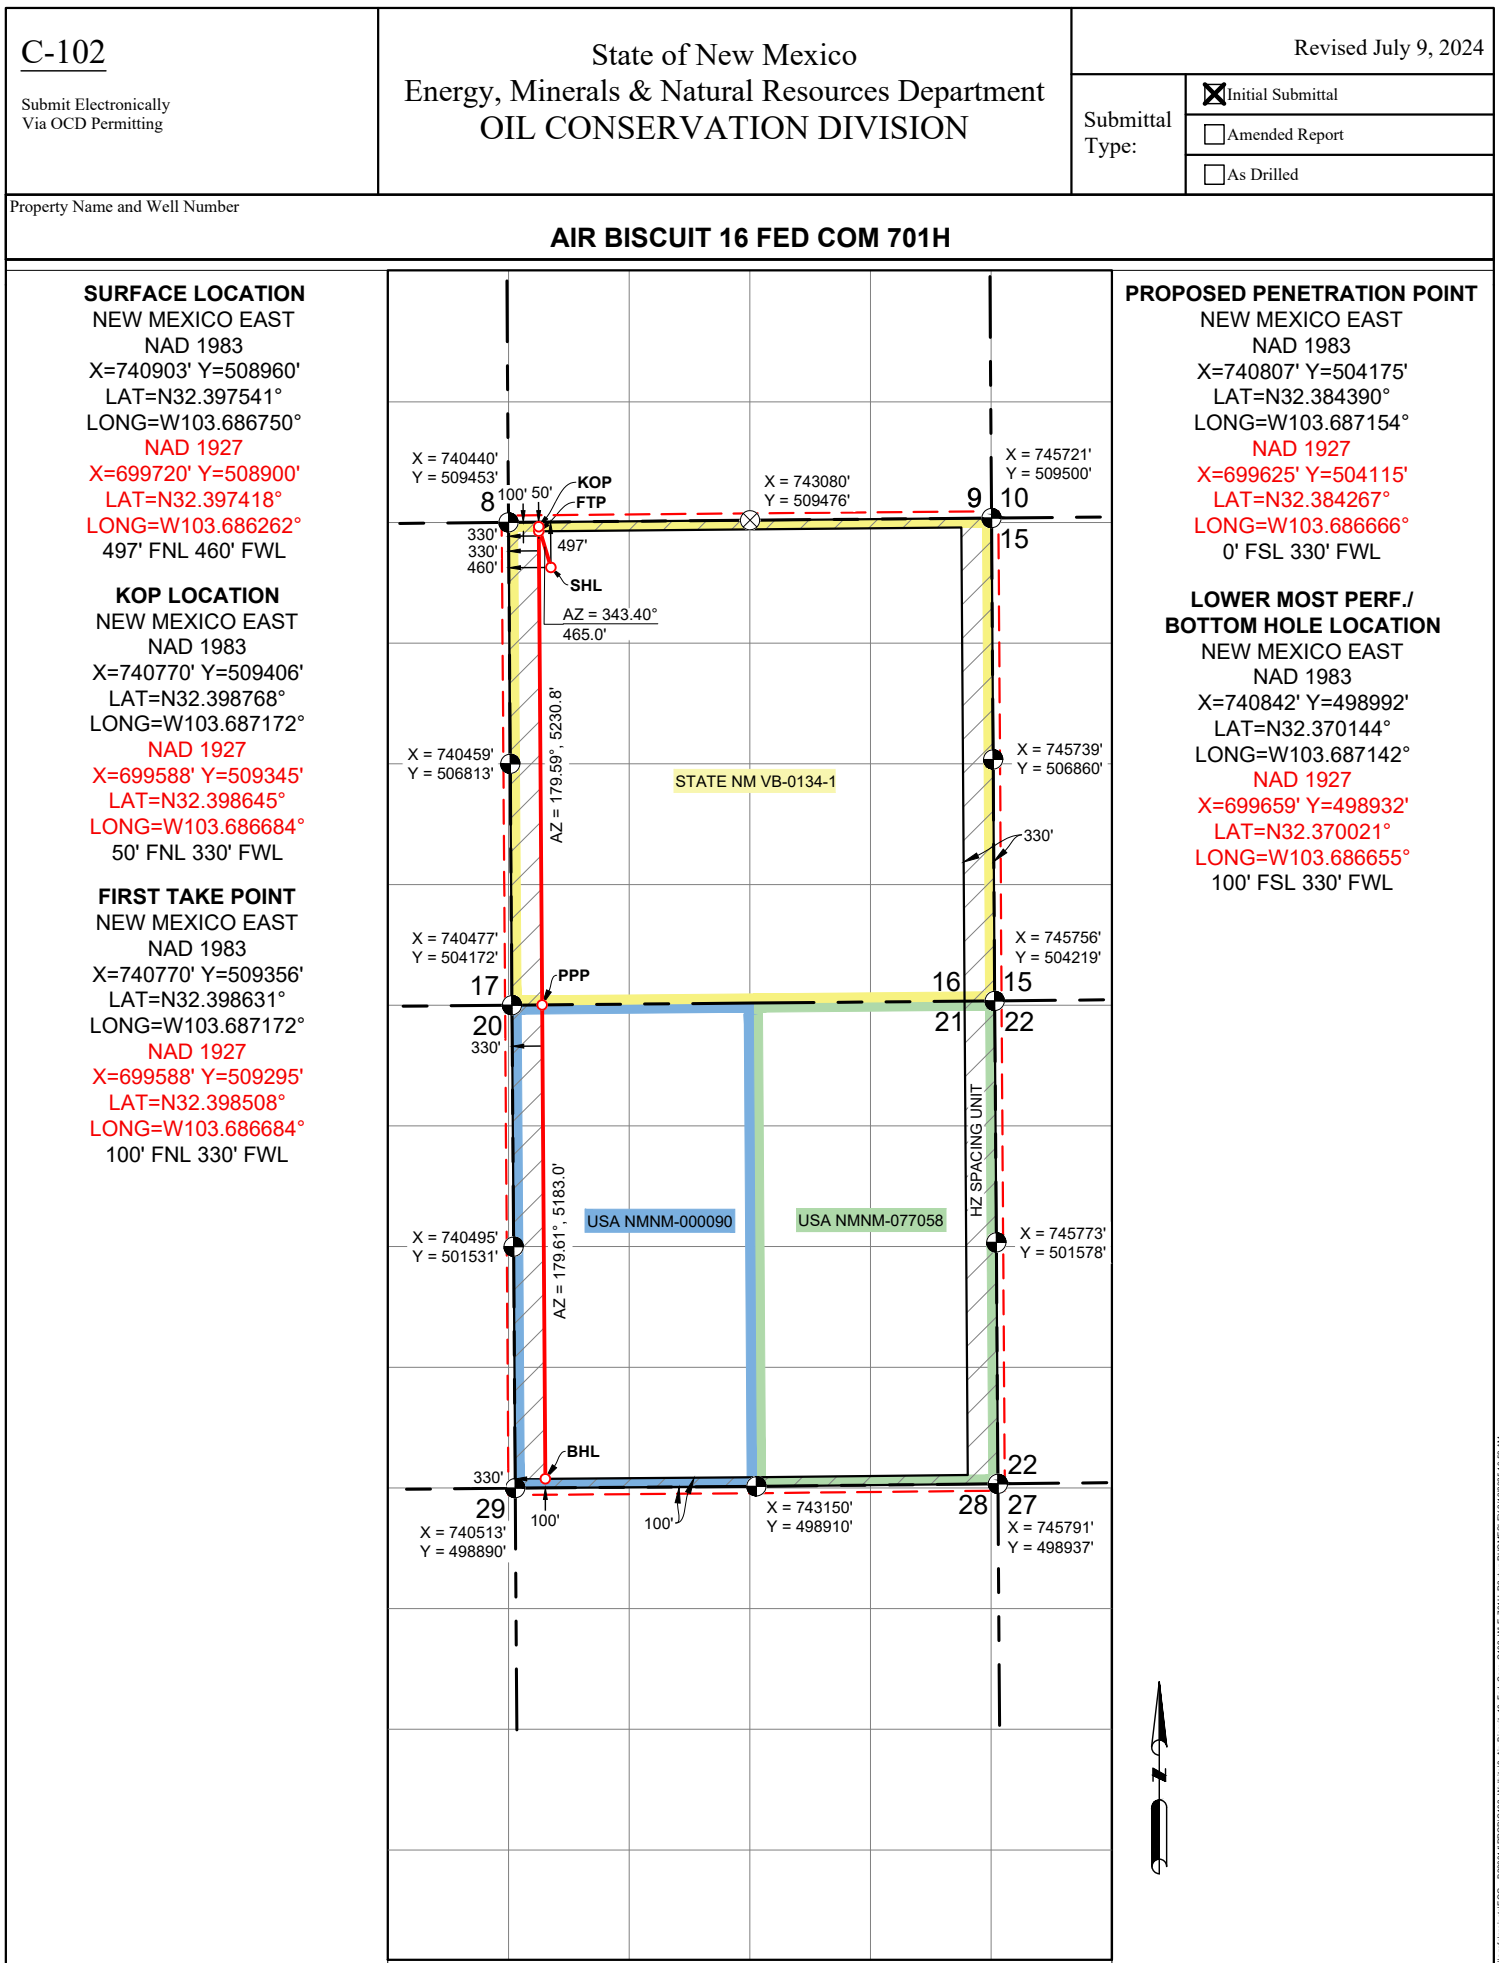 C-102
Submit Electronically
Via OCD Permitting
State of New Mexico
Energy, Minerals & Natural Resources Department
OIL CONSERVATION DIVISION
Revised July 9, 2024
Submittal
Type:
Initial Submittal
Amended Report
As Drilled
Property Name and Well Number
AIR BISCUIT 16 FED COM 701H
SURFACE LOCATION
NEW MEXICO EAST
NAD 1983
X=740903' Y=508960'
LAT=N32.397541°
LONG=W103.686750°
NAD 1927
X=699720' Y=508900'
LAT=N32.397418°
LONG=W103.686262°
497' FNL 460' FWL
KOP LOCATION
NEW MEXICO EAST
NAD 1983
X=740770' Y=509406'
LAT=N32.398768°
LONG=W103.687172°
NAD 1927
X=699588' Y=509345'
LAT=N32.398645°
LONG=W103.686684°
50' FNL 330' FWL
FIRST TAKE POINT
NEW MEXICO EAST
NAD 1983
X=740770' Y=509356'
LAT=N32.398631°
LONG=W103.687172°
NAD 1927
X=699588' Y=509295'
LAT=N32.398508°
LONG=W103.686684°
100' FNL 330' FWL
X = 740440'
Y = 509453'
8
100' 50'
KOP
FTP
X = 743080'
Y = 509476'
X = 745721'
Y = 509500'
9 10
15
330'
330'
460'
497'
SHL
AZ = 343.40°
465.0'
AZ = 179.59°, 5230.8'
X = 740459'
Y = 506813'
STATE NM VB-0134-1
X = 745739'
Y = 506860'
330'
X = 740477'
Y = 504172'
X = 745756'
Y = 504219'
17
PPP
16 15
20
21 22
330'
HZ SPACING UNIT
AZ = 179.61°, 5183.0'
USA NMNM-000090
USA NMNM-077058
X = 740495'
Y = 501531'
X = 745773'
Y = 501578'
BHL
330'
22
29
28 27
100'
100'
X = 740513'
Y = 498890'
X = 743150'
Y = 498910'
X = 745791'
Y = 498937'
PROPOSED PENETRATION POINT
NEW MEXICO EAST
NAD 1983
X=740807' Y=504175'
LAT=N32.384390°
LONG=W103.687154°
NAD 1927
X=699625' Y=504115'
LAT=N32.384267°
LONG=W103.686666°
0' FSL 330' FWL
LOWER MOST PERF./
BOTTOM HOLE LOCATION
NEW MEXICO EAST
NAD 1983
X=740842' Y=498992'
LAT=N32.370144°
LONG=W103.687142°
NAD 1927
X=699659' Y=498932'
LAT=N32.370021°
LONG=W103.686655°
100' FSL 330' FWL
N